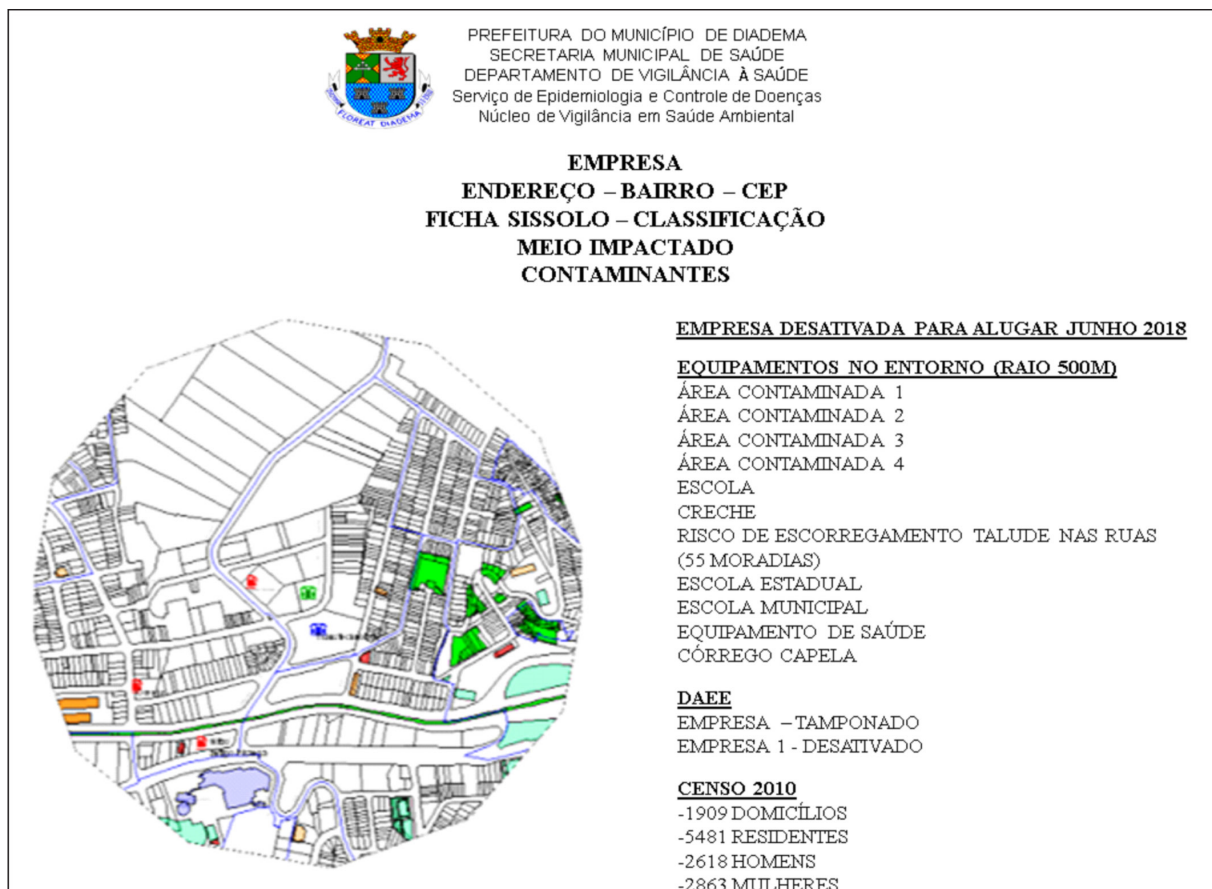 PREFEITURA DO MUNICÍPIO DE DIADEMA
SECRETARIA MUNICIPAL DE SAÚDE
DEPARTAMENTO DE VIGILÂNCIA À SAÚDE
Serviço de Epidemiologia e Controle de Doenças
Núcleo de Vigilância em Saúde Ambiental
FLOREAT DIADEMA
EMPRESA
ENDEREÇO – BAIRRO – CEP
FICHA SISSOLO – CLASSIFICAÇÃO
MEIO IMPACTADO
CONTAMINANTES
EMPRESA DESATIVADA PARA ALUGAR JUNHO 2018
EQUIPAMENTOS NO ENTORNO (RAIO 500M)
ÁREA CONTAMINADA 1
ÁREA CONTAMINADA 2
ÁREA CONTAMINADA 3
ÁREA CONTAMINADA 4
ESCOLA
CRECHE
RISCO DE ESCORREGAMENTO TALUDE NAS RUAS
(55 MORADIAS)
ESCOLA ESTADUAL
ESCOLA MUNICIPAL
EQUIPAMENTO DE SAÚDE
CÓRREGO CAPELA
DAEE
EMPRESA – TAMPONADO
EMPRESA 1 - DESATIVADO
CENSO 2010
-1909 DOMICÍLIOS
-5481 RESIDENTES
-2618 HOMENS
-2863 MULHERES